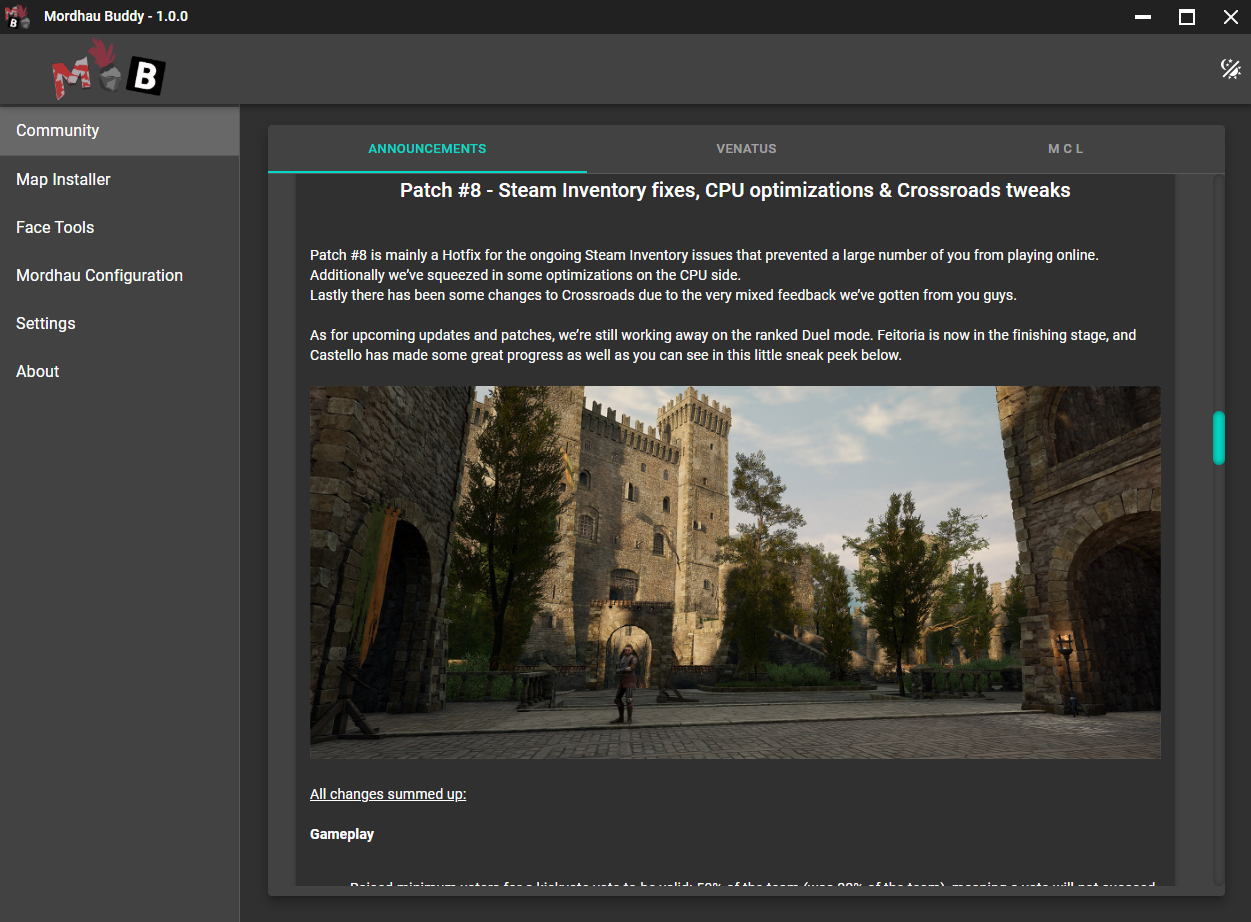 Mordhau Buddy - 1.0.0
M B
Community
Map Installer
Face Tools
Mordhau Configuration
Settings
About
ANNOUNCEMENTS
VENATUS
M C L
Patch #8 - Steam Inventory fixes, CPU optimizations & Crossroads tweaks
Patch #8 is mainly a Hotfix for the ongoing Steam Inventory issues that prevented a large number of you from playing online.
Additionally we’ve squeezed in some optimizations on the CPU side.
Lastly there has been some changes to Crossroads due to the very mixed feedback we’ve gotten from you guys.
As for upcoming updates and patches, we’re still working away on the ranked Duel mode. Feitoria is now in the finishing stage, and
Castello has made some great progress as well as you can see in this little sneak peek below.
All changes summed up:
Gameplay